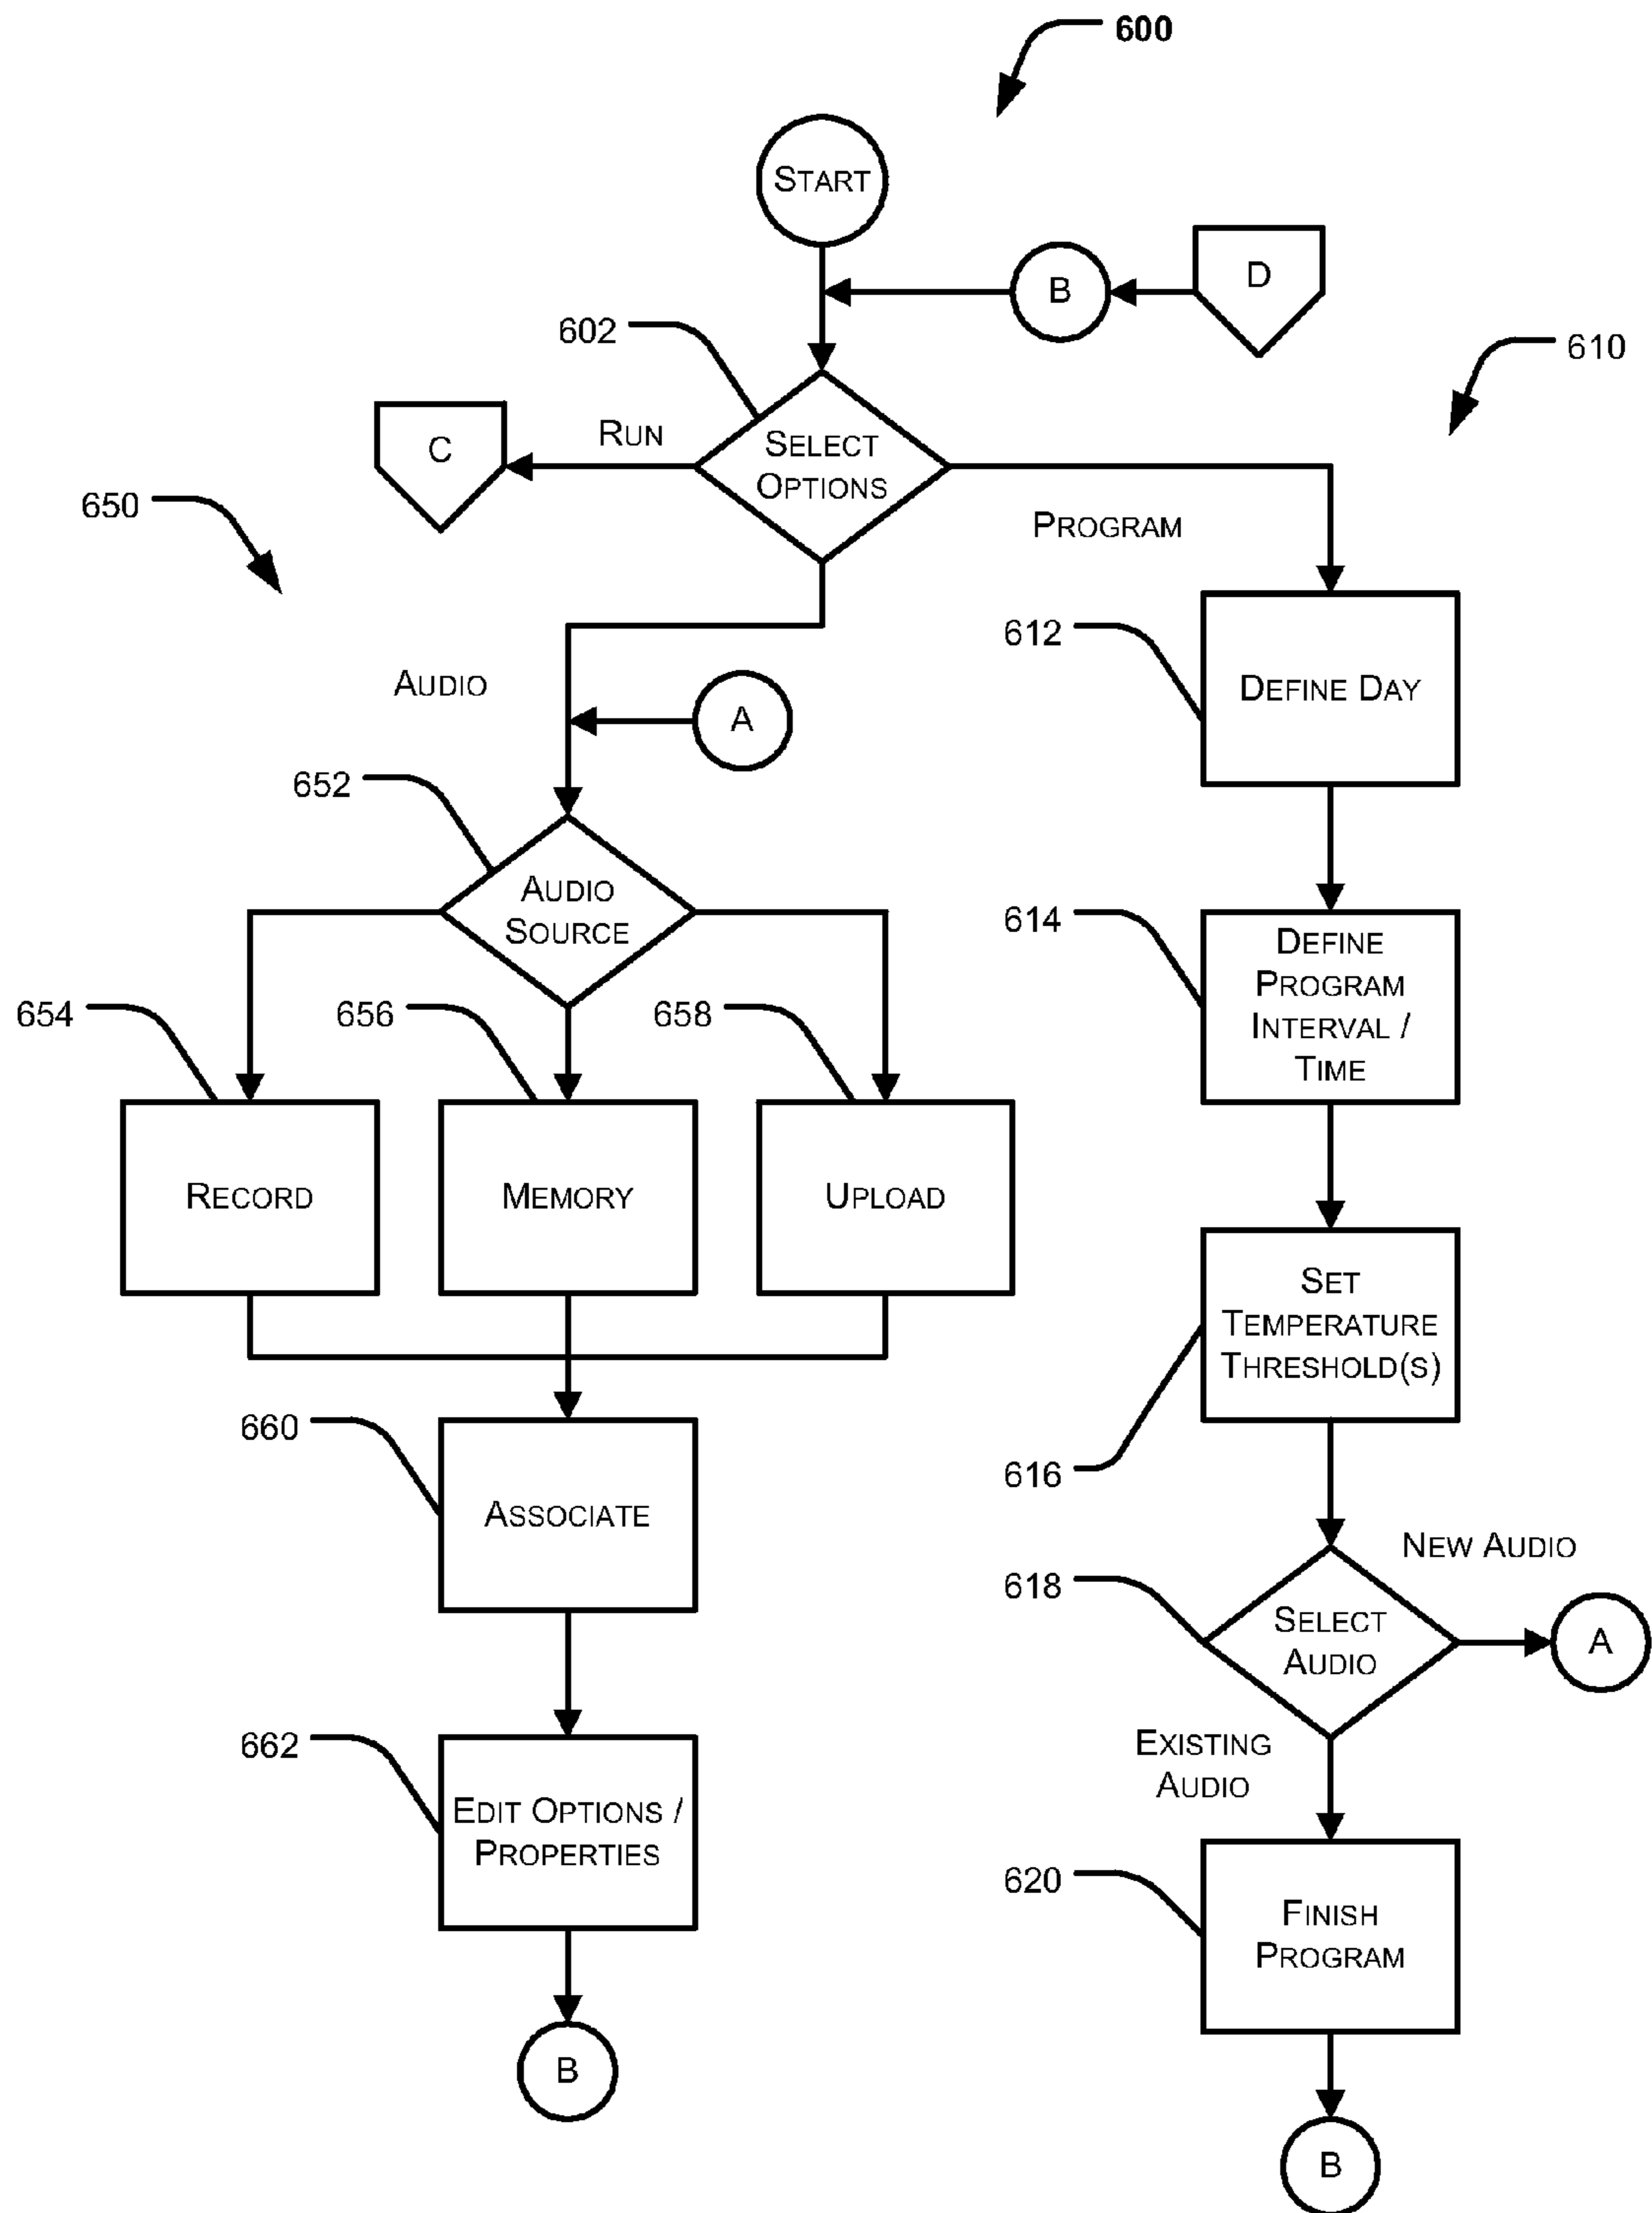 600
START
B
D
602
610
C
RUN
SELECT
OPTIONS
650
PROGRAM
612
DEFINE DAY
AUDIO
A
652
AUDIO
SOURCE
614
DEFINE
PROGRAM
INTERVAL /
TIME
654
656
658
RECORD
MEMORY
UPLOAD
SET
TEMPERATURE
THRESHOLD(S)
616
660
ASSOCIATE
NEW AUDIO
618
SELECT
AUDIO
A
662
EDIT OPTIONS /
PROPERTIES
EXISTING
AUDIO
620
FINISH
PROGRAM
B
B